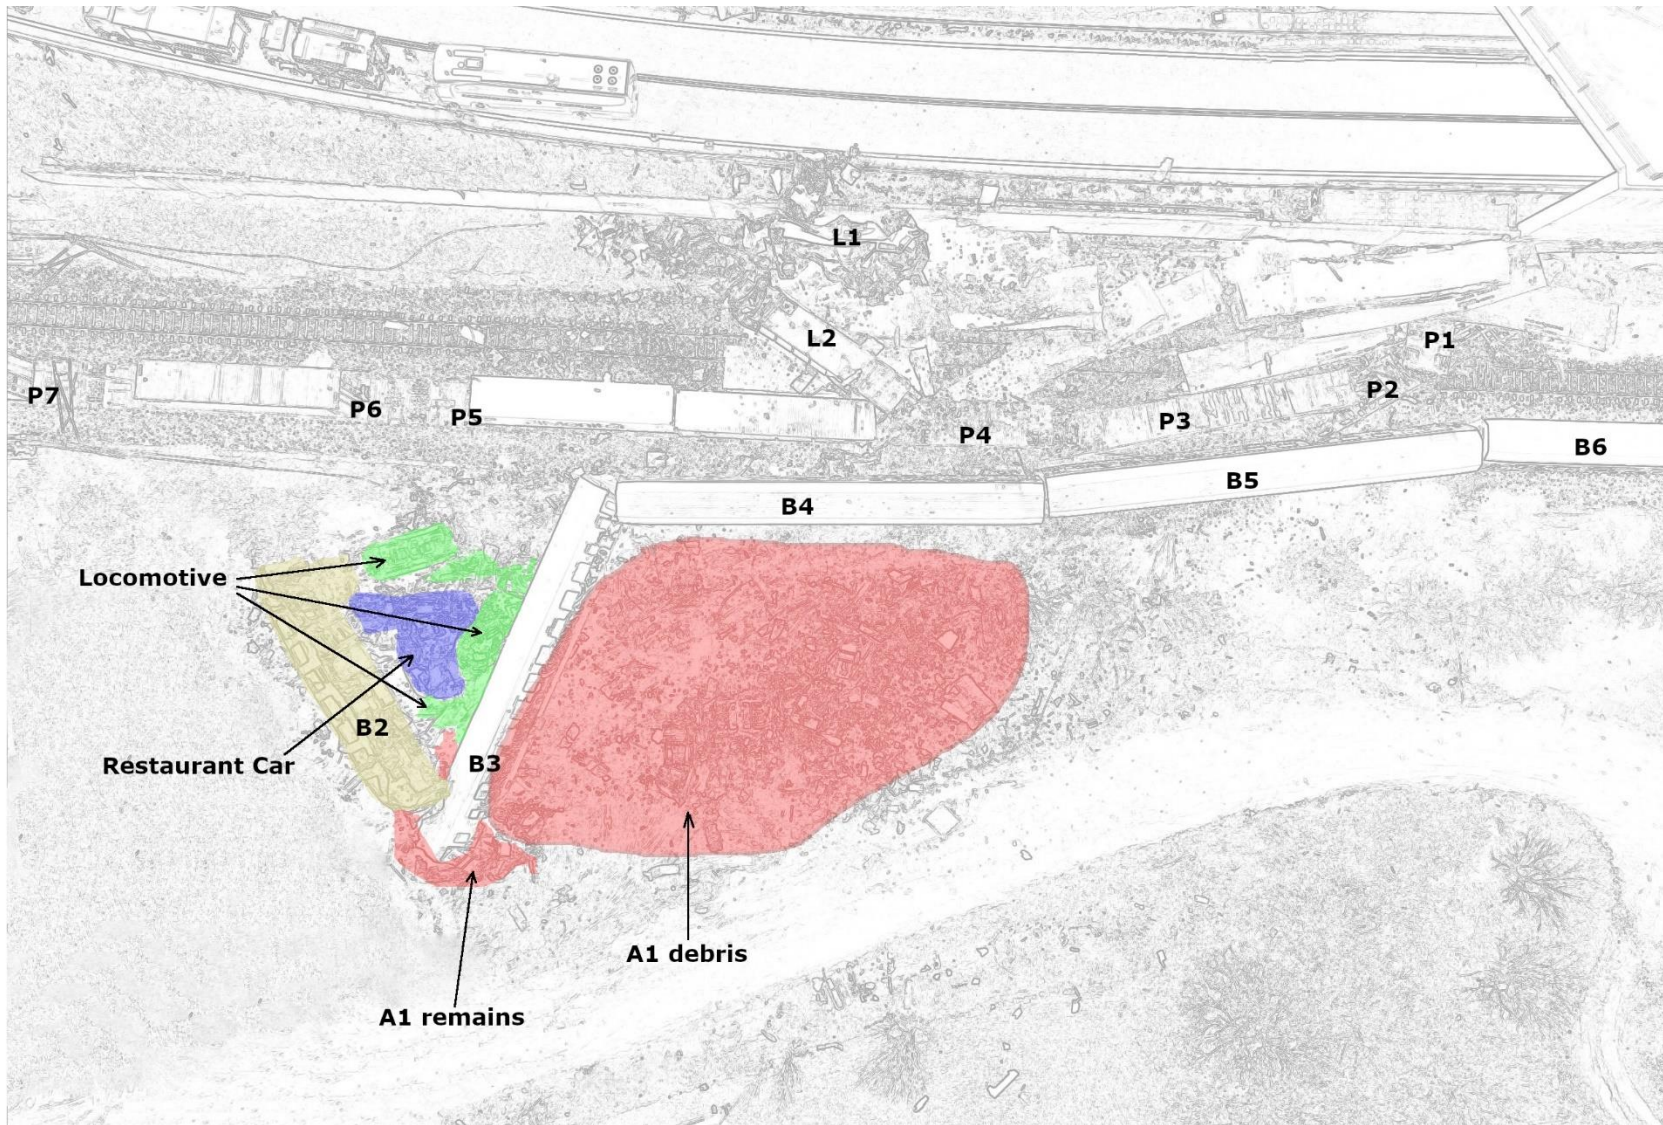 L1
L2
P1
P7
P6
P5
P4
P3
P2
B6
B5
B4
Locomotive
B2
Restaurant Car
B3
A1 debris
A1 remains